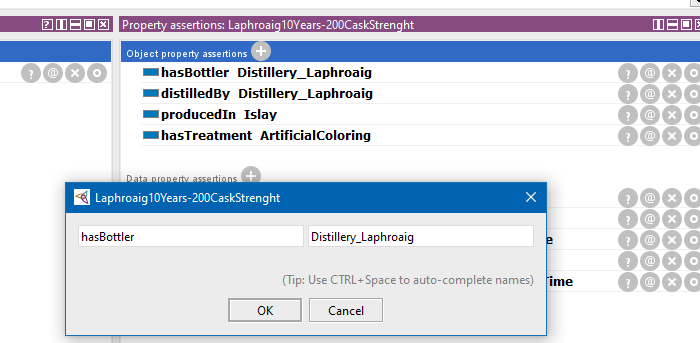 Property assertions: Laphroaig10Years-200CaskStrenght
Object property assertions
hasBottler Distillery_Laphroaig
distilledBy Distillery_Laphroaig
producedIn Islay
hasTreatment ArtificialColoring
Data property assertions
Laphroaig10Years-200CaskStrenght
hasBottler Distillery_Laphroaig
(Tip: Use CTRL+Space to auto-complete names)
OK Cancel
Time